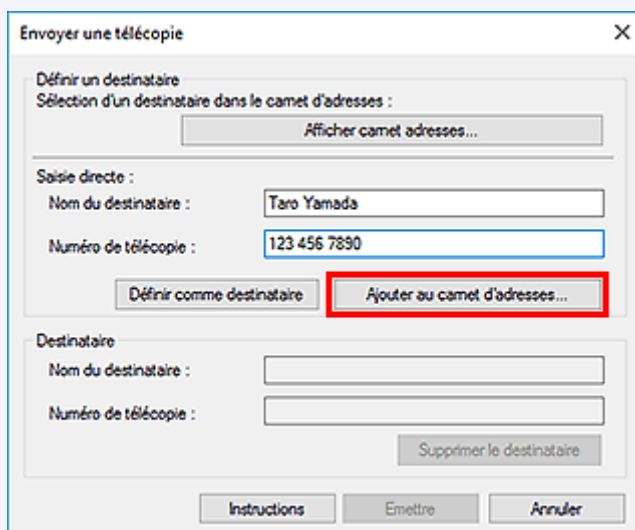 Envoyer une télécopie
Définir un destinataire
Sélection d'un destinataire dans le carnet d'adresses :
Afficher carnet adresses...
Saisie directe :
Nom du destinataire :
Taro Yamada
Numéro de télécopie :
123 456 7890
Définir comme destinataire
Ajouter au carnet d'adresses...
Destinataire
Nom du destinataire :
Numéro de télécopie :
Supprimer le destinataire
Instructions
Emettre
Annuler